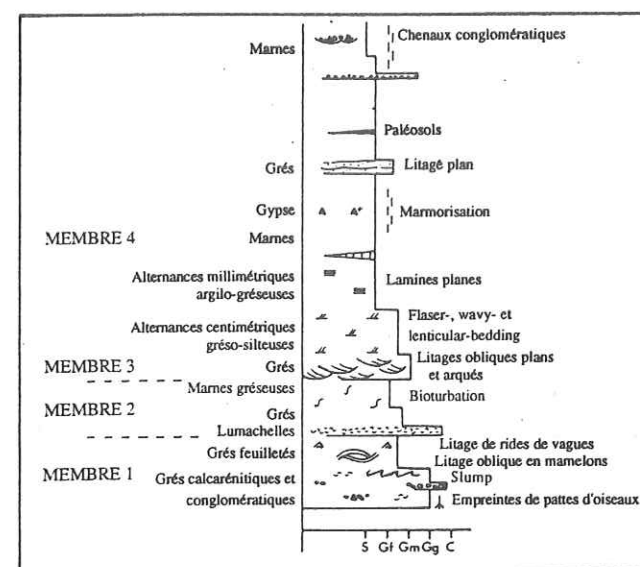 Chenaux conglomératiques
Marnes
Paléosols
Grés
Litagé plan
Gypse
Marmorisation
MEMBRE 4
Marnes
Alternances millimétriques
argilo-gréseuses
Lamines planes
Alternances centimétriques
gréso-silteuses
Flaser-, wavy- et
lenticular-bedding
MEMBRE 3
Grés
Litages obliques plans
et arqués
Marnes gréseuses
Bioturbation
MEMBRE 2
Grés
Lumachelles
Litage de rides de vagues
Grés feuilletés
Litage oblique en mamelons
MEMBRE 1
Slump
Grés calcarénitiques et
conglomératiques
Empreintes de pattes d'oiseaux
S Gf Gm Gg C